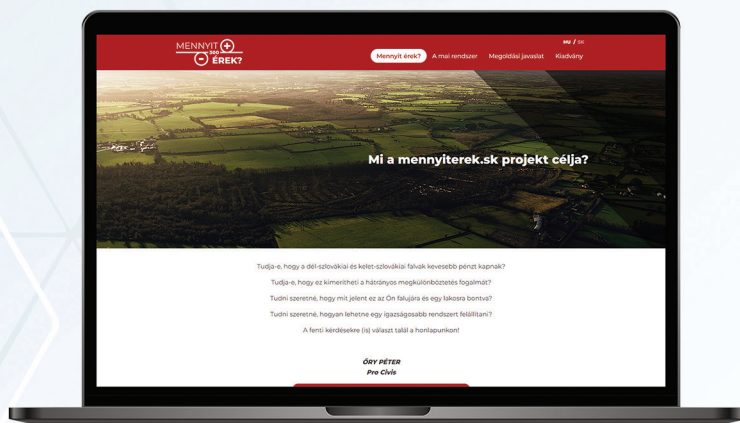 MENNYIT
380
ÉREK?
HU / SK
Mennyit érek? A mai rendszer Megoldási javaslat Kiadvány
Mi a mennyiterek.sk projekt célja?
Tudja-e, hogy a dél-szlovákiai és kelet-szlovákiai falvak kevesebb pénzt kapnak?
Tudja-e, hogy ez kimerítheti a hátrányos megkülönböztetés fogalmát?
Tudni szeretné, hogy mit jelent ez az Ön falujára és egy lakosra bontva?
Tudni szeretné, hogyan lehetne egy igazságosabb rendszert felállítani?
A fenti kérdésekre (is) választ talál a honlapunkon!
ŐRY PÉTER
Pro Civis